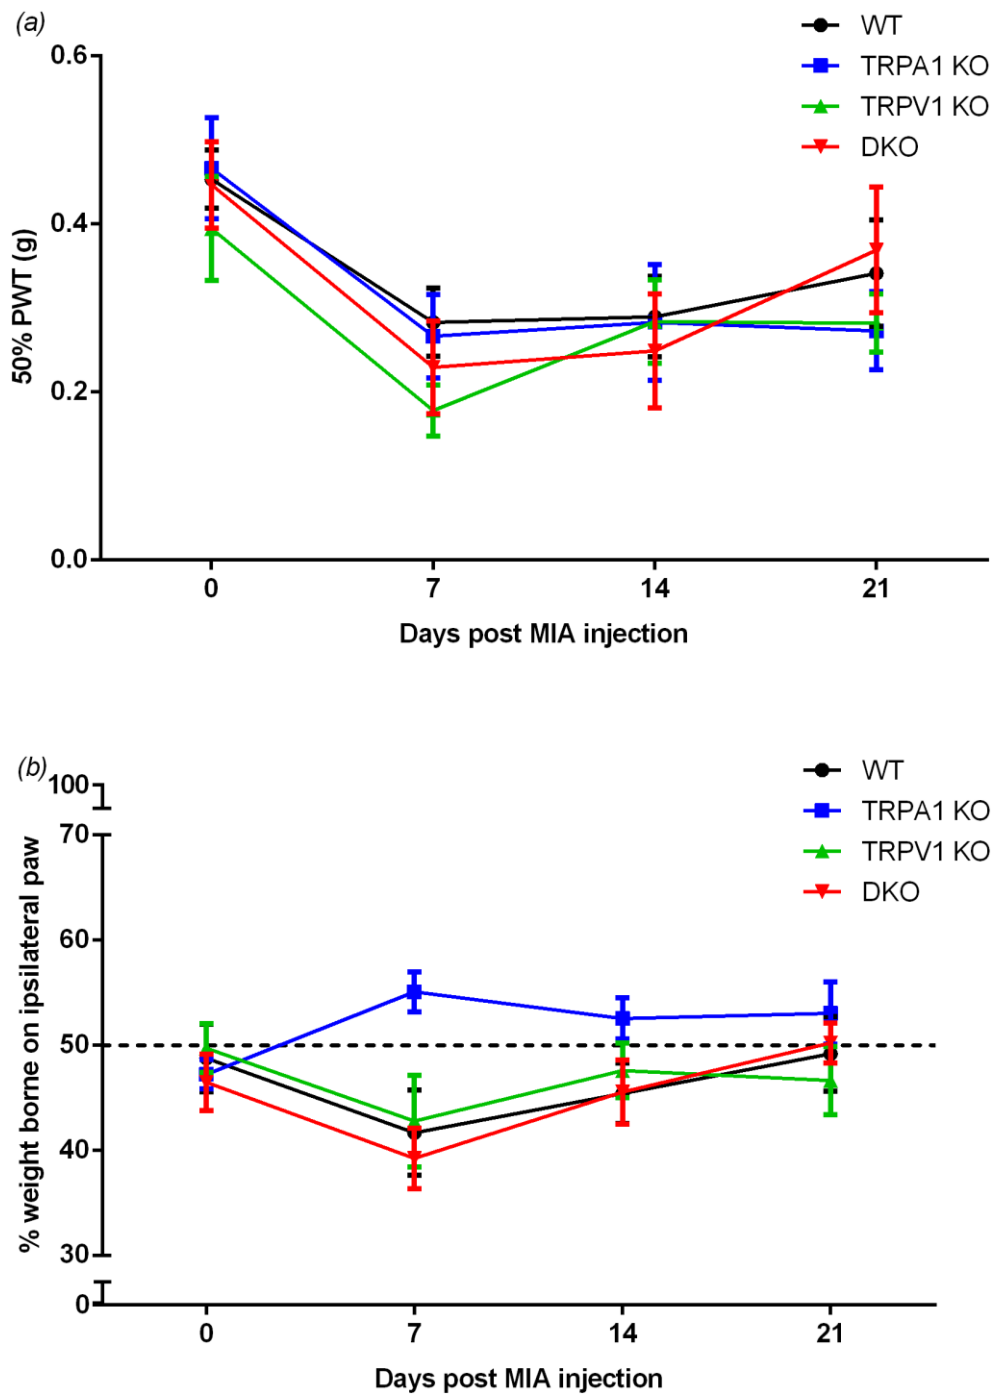 (a)
WT
TRPA1 KO
TRPV1 KO
DKO
50% PWT (g)
0.6
0.4
0.2
0.0
0 7 14 21
Days post MIA injection
(b)
WT
TRPA1 KO
TRPV1 KO
DKO
% weight borne on ipsilateral paw
100
70
60
50
40
30
0
0 7 14 21
Days post MIA injection